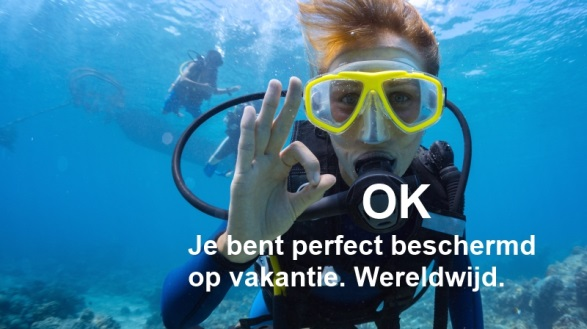 OK
Je bent perfect beschermd
op vakantie. Wereldwijd.